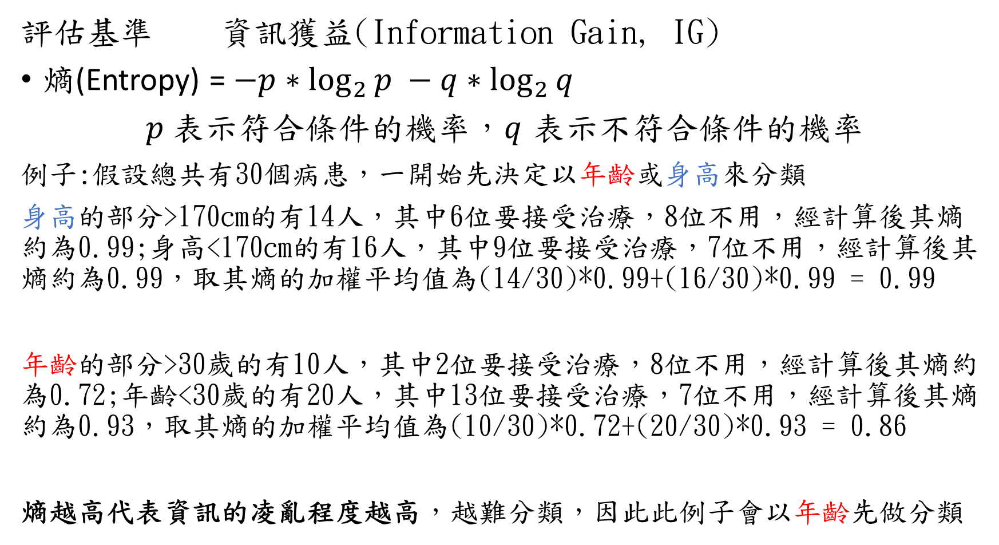 評估基準 資訊獲益(Information Gain, IG)
• 熵(Entropy) = −p ∗ log₂ p − q ∗ log₂ q
p 表示符合條件的機率，q 表示不符合條件的機率
例子:假設總共有30個病患，一開始先決定以年齡或身高來分類
身高的部分>170cm的有14人，其中6位要接受治療，8位不用，經計算後其熵
約為0.99;身高<170cm的有16人，其中9位要接受治療，7位不用，經計算後其
熵約為0.99，取其熵的加權平均值為(14/30)*0.99+(16/30)*0.99 = 0.99
年齡的部分>30歲的有10人，其中2位要接受治療，8位不用，經計算後其熵約
為0.72;年齡<30歲的有20人，其中13位要接受治療，7位不用，經計算後其熵
約為0.93，取其熵的加權平均值為(10/30)*0.72+(20/30)*0.93 = 0.86
熵越高代表資訊的凌亂程度越高，越難分類，因此此例子會以年齡先做分類